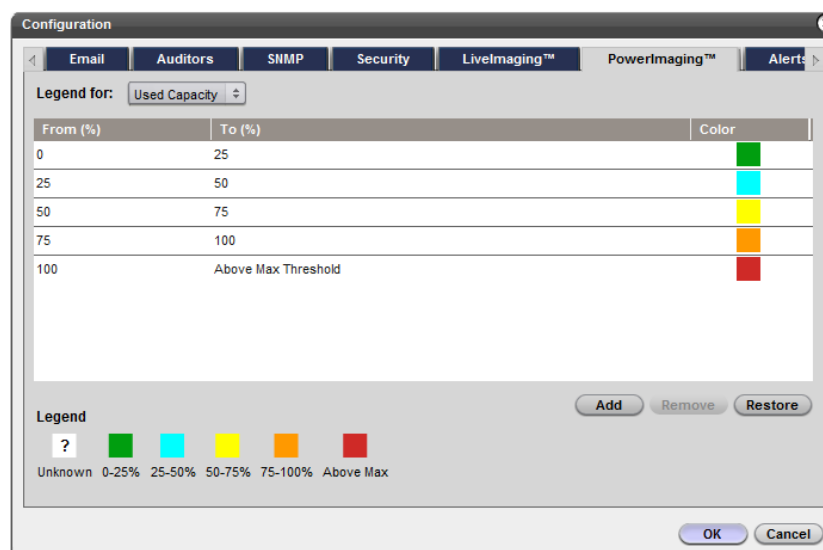 Configuration
Email Auditors SNMP Security LiveImaging™ PowerImaging™ Alerts
Legend for: Used Capacity
From (%) To (%) Color
0 25
25 50
50 75
75 100
100 Above Max Threshold
Add Remove Restore
Legend
?
Unknown 0-25% 25-50% 50-75% 75-100% Above Max
OK Cancel